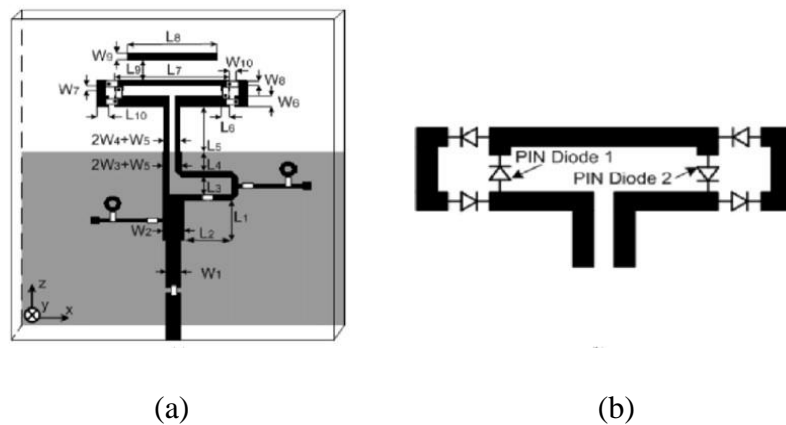 L8
W9
L9
L7
W10
W7
W8
W6
L10
L6
2W4+W5
L5
2W3+W5
L4
L3
L1
W2
L2
W1
z
y
x
PIN Diode 1
PIN Diode 2
(a)
(b)